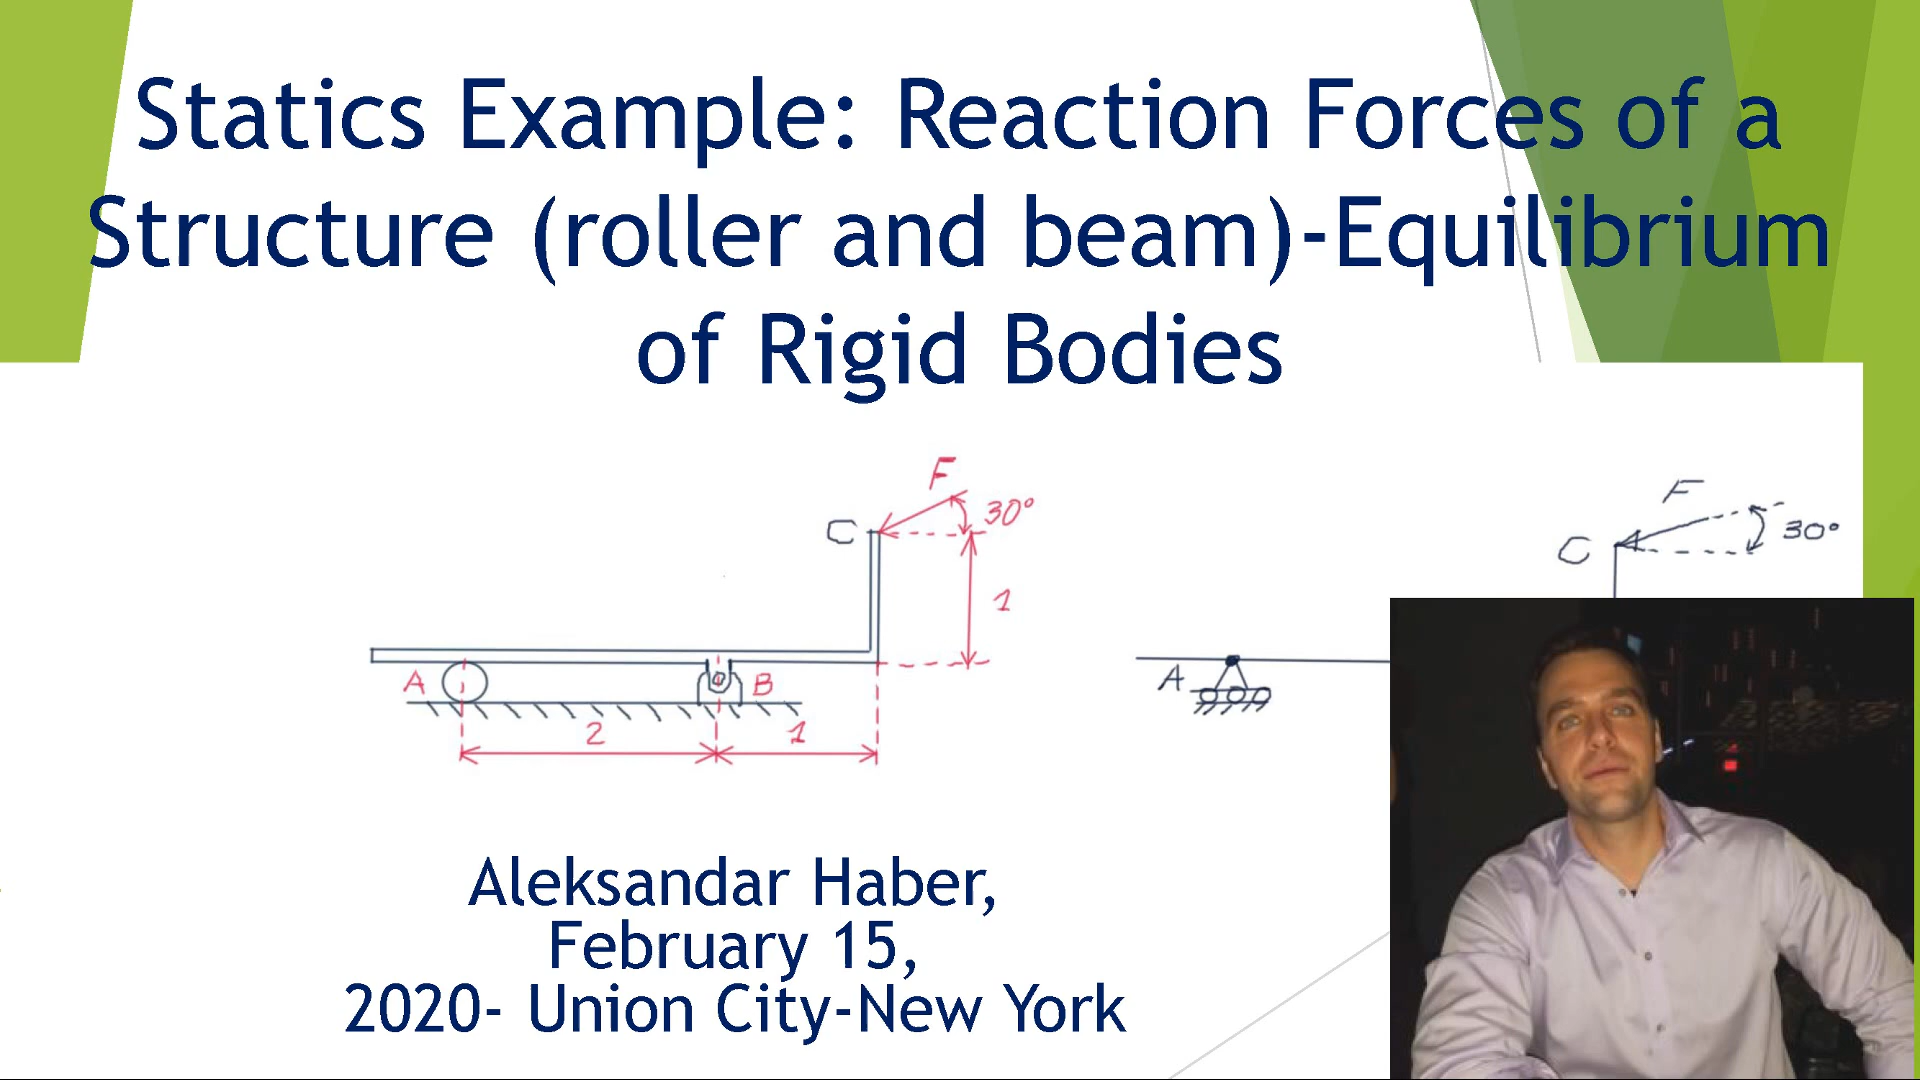 Statics Example: Reaction Forces of a
Structure (roller and beam)-Equilibrium
of Rigid Bodies
F
30°
C
1
A
B
2
1
F
30°
C
A
Aleksandar Haber,
February 15,
2020- Union City-New York